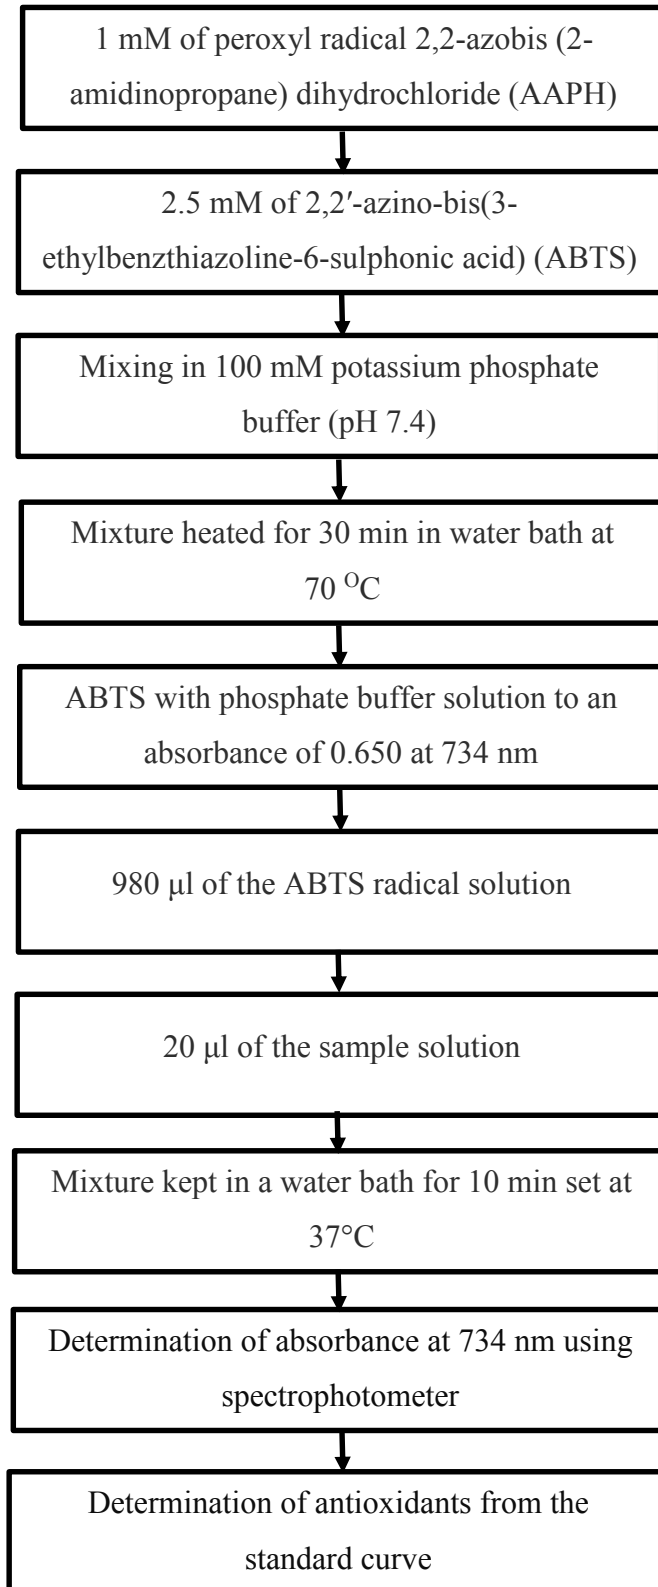 1 mM of peroxyl radical 2,2-azobis (2-
amidinopropane) dihydrochloride (AAPH)
2.5 mM of 2,2′-azino-bis(3-
ethylbenzthiazoline-6-sulphonic acid) (ABTS)
Mixing in 100 mM potassium phosphate
buffer (pH 7.4)
Mixture heated for 30 min in water bath at
70 ᴼC
ABTS with phosphate buffer solution to an
absorbance of 0.650 at 734 nm
980 μl of the ABTS radical solution
20 μl of the sample solution
Mixture kept in a water bath for 10 min set at
37°C
Determination of absorbance at 734 nm using
spectrophotometer
Determination of antioxidants from the
standard curve